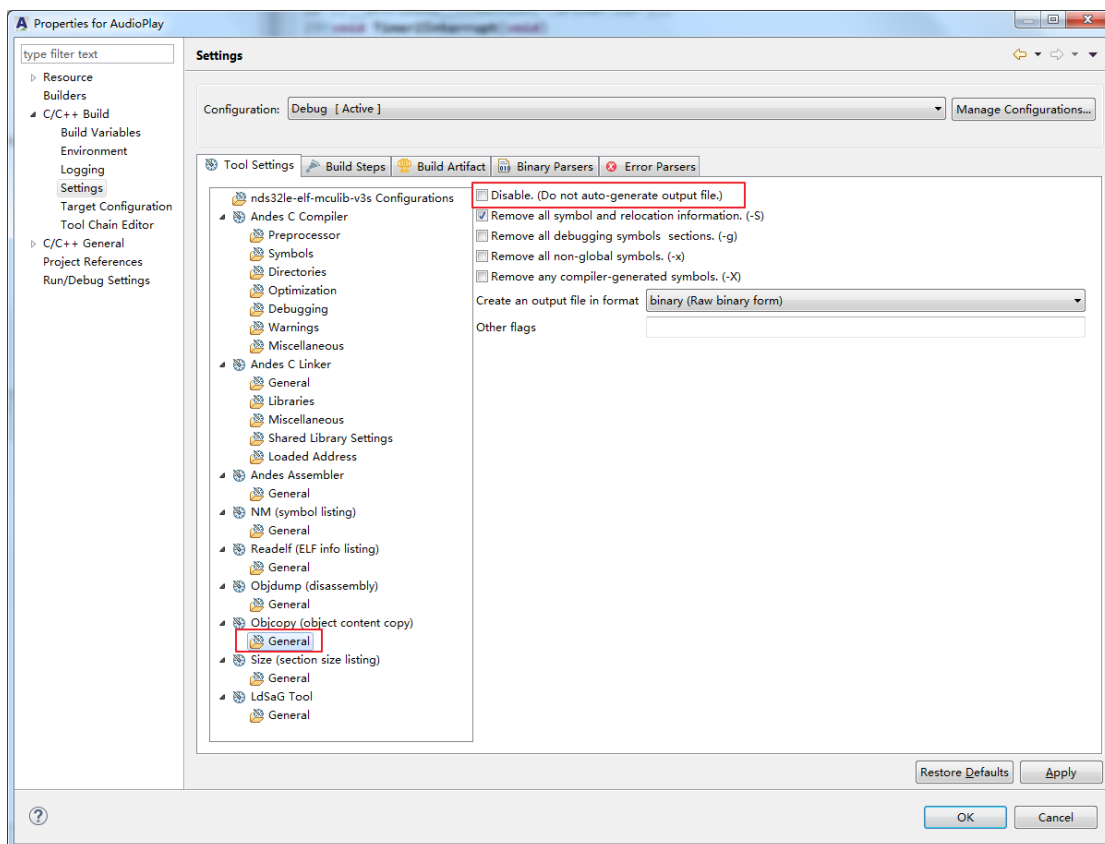 Properties for AudioPlay
type filter text
Resource
Builders
C/C++ Build
Build Variables
Environment
Logging
Settings
Target Configuration
Tool Chain Editor
C/C++ General
Project References
Run/Debug Settings
Settings
Configuration:
Debug [ Active ]
Manage Configurations...
Tool Settings
Build Steps
Build Artifact
Binary Parsers
Error Parsers
nds32le-elf-mculib-v3s Configurations
Andes C Compiler
Preprocessor
Symbols
Directories
Optimization
Debugging
Warnings
Miscellaneous
Andes C Linker
General
Libraries
Miscellaneous
Shared Library Settings
Loaded Address
Andes Assembler
General
NM (symbol listing)
General
Readelf (ELF info listing)
General
Objdump (disassembly)
General
Objcopy (object content copy)
General
Size (section size listing)
General
LdSaG Tool
General
Disable. (Do not auto-generate output file.)
Remove all symbol and relocation information. (-S)
Remove all debugging symbols sections. (-g)
Remove all non-global symbols. (-x)
Remove any compiler-generated symbols. (-X)
Create an output file in format
binary (Raw binary form)
Other flags
Restore Defaults
Apply
OK
Cancel